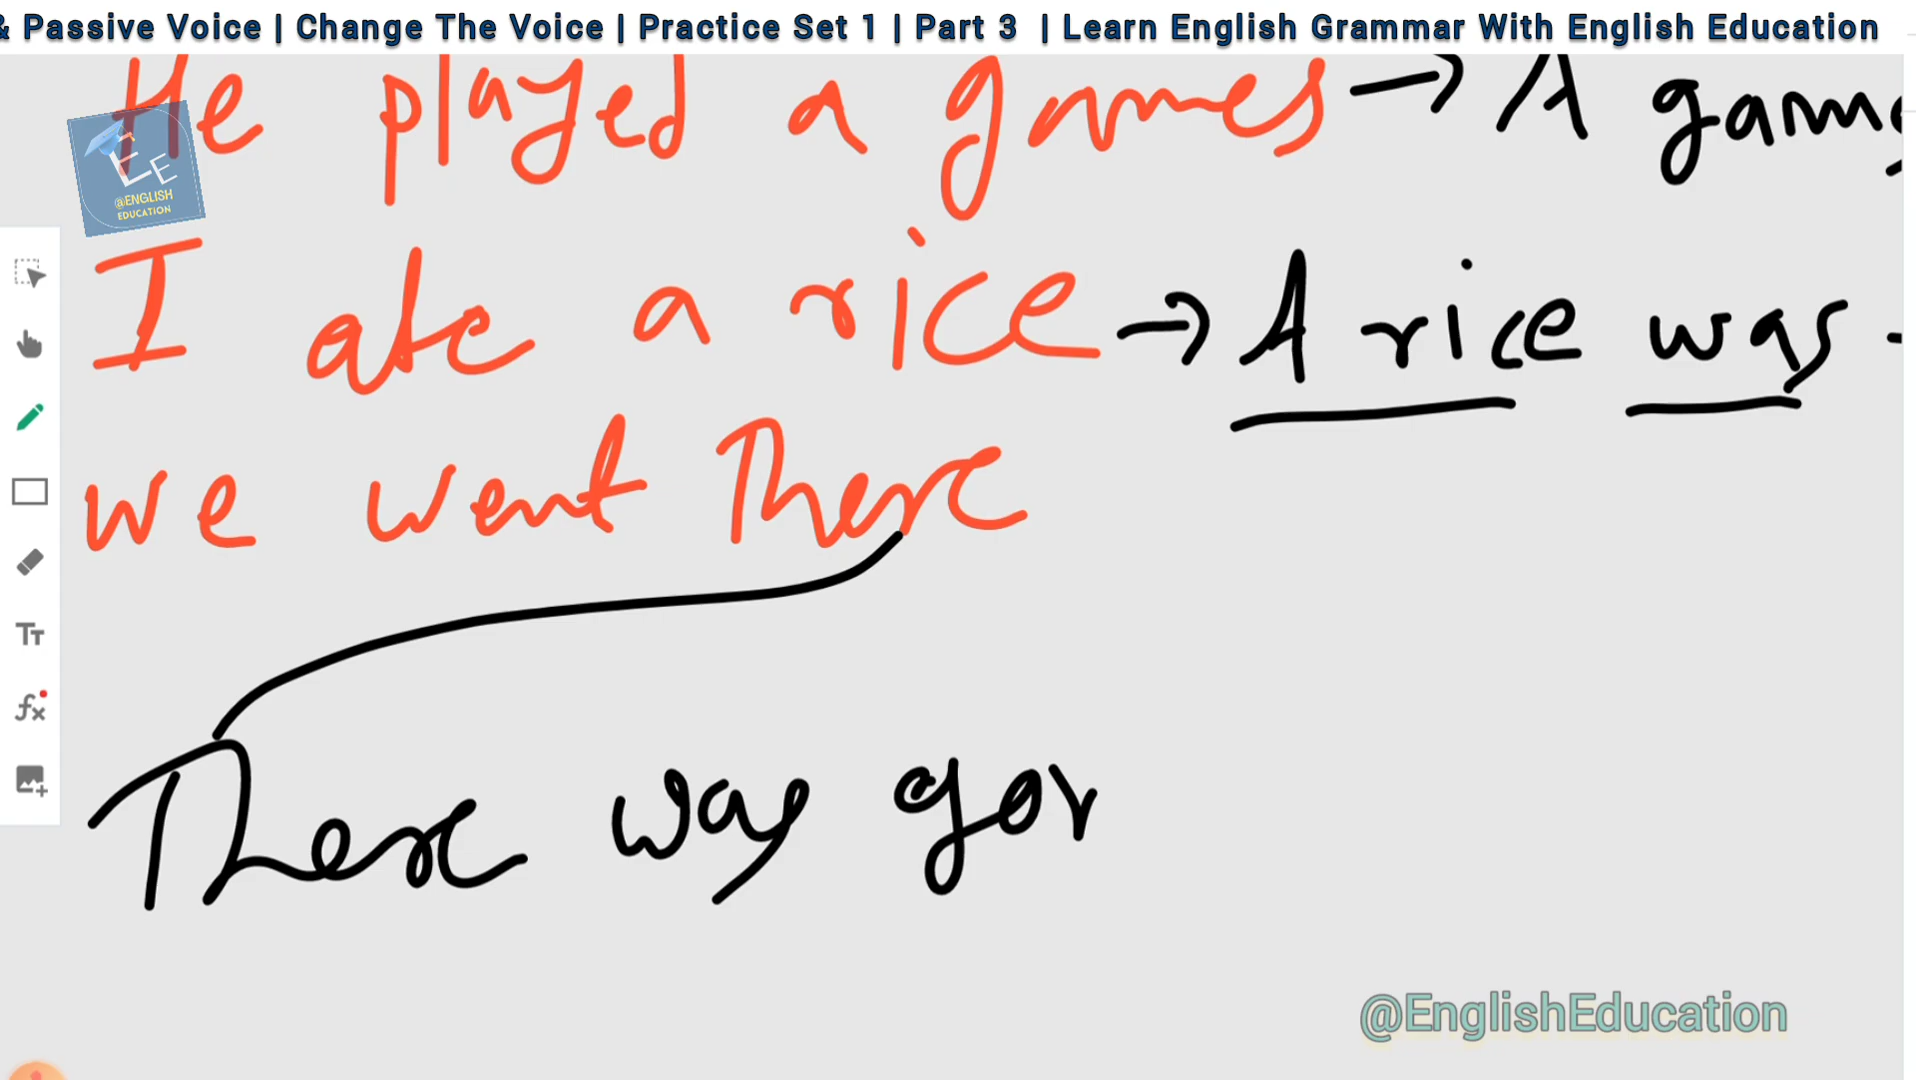 & Passive Voice | Change The Voice | Practice Set 1 | Part 3 | Learn English Grammar With English Education
He played a games → A game
@ENGLISH
EDUCATION
I ate a rice → A rice was
we went There
There was gon
@EnglishEducation